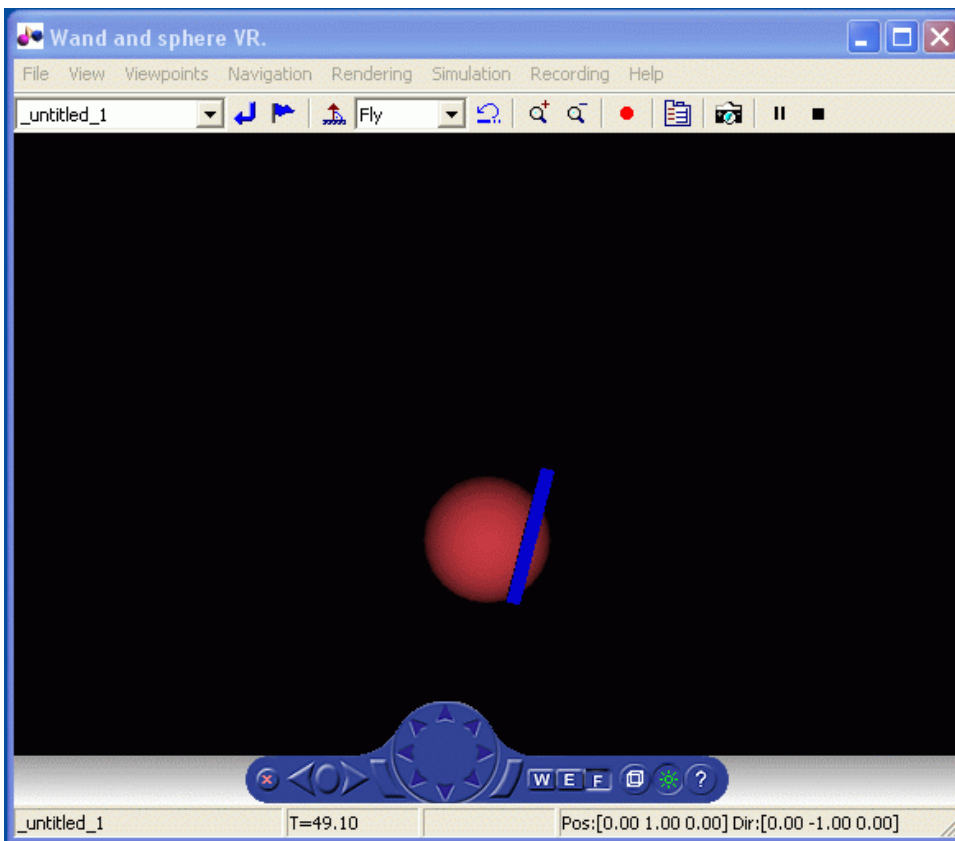 Wand and sphere VR.
File View Viewpoints Navigation Rendering Simulation Recording Help
_untitled_1 Fly
W E F ?
_untitled_1 T=49.10 Pos:[0.00 1.00 0.00] Dir:[0.00 -1.00 0.00]